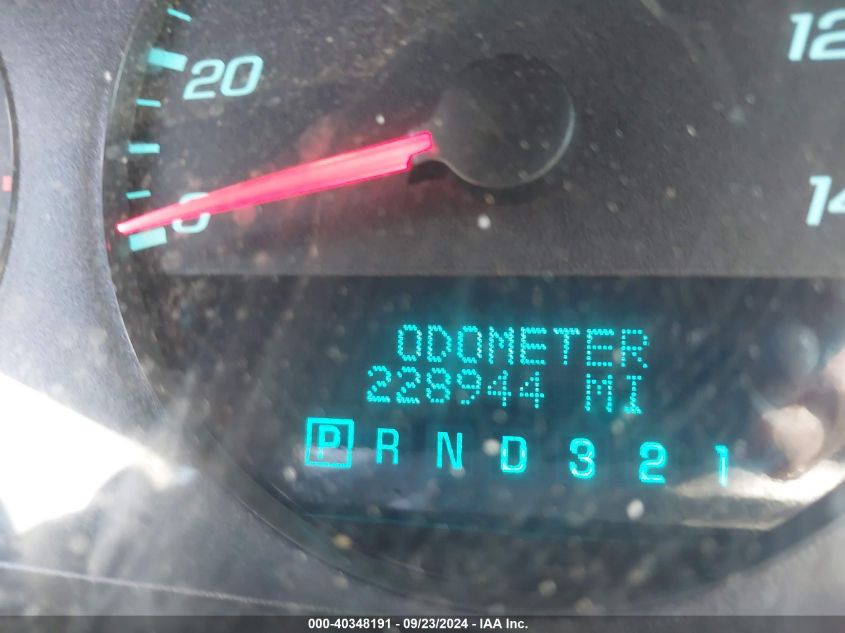 20
0
12
14
ODOMETER
228944 MI
P R N D 3 2 1
000-40348191 - 09/23/2024 - IAA Inc.